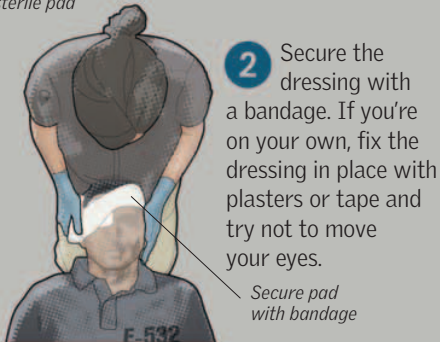 sterile pad
2 Secure the
dressing with
a bandage. If you're
on your own, fix the
dressing in place with
plasters or tape and
try not to move
your eyes.
Secure pad
with bandage
F-532